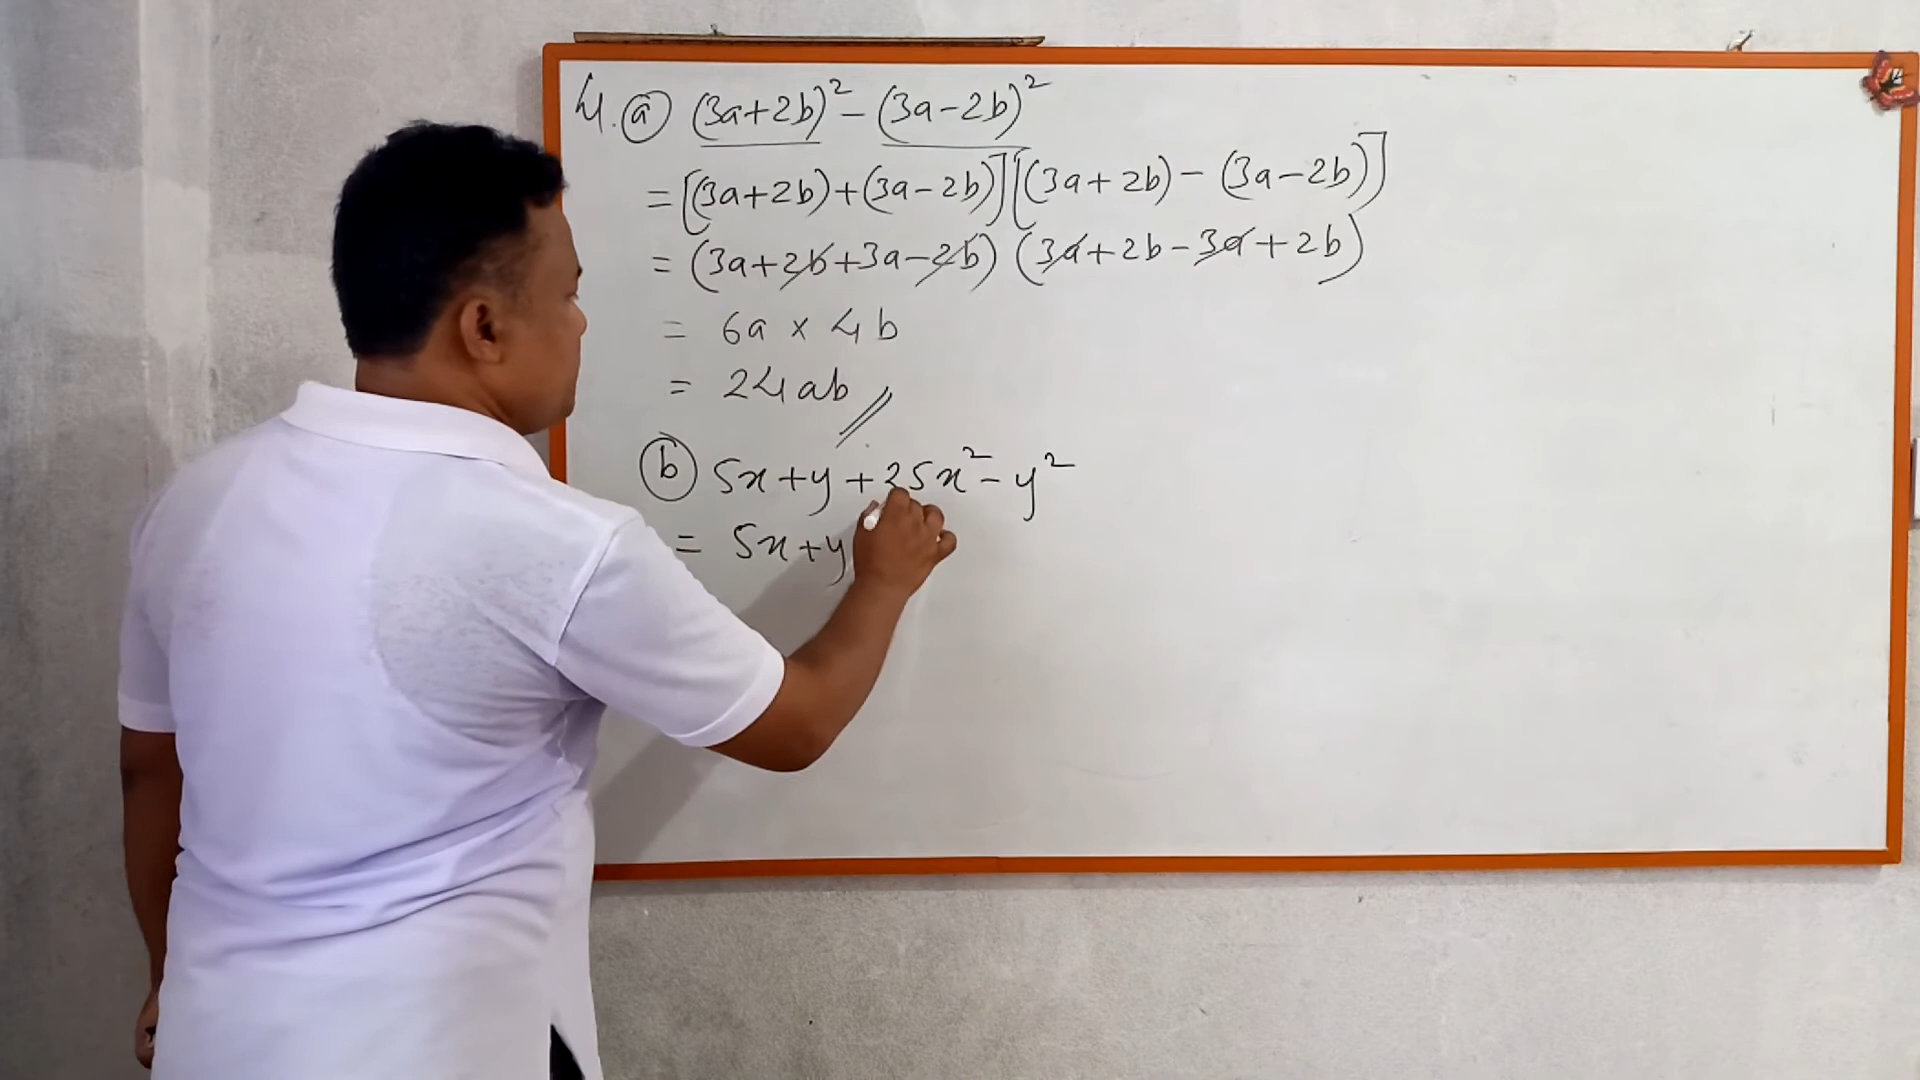 4. (a) (3a+2b)² − (3a−2b)²
= [(3a+2b)+(3a−2b)][(3a+2b) − (3a−2b)]
= (3a+2b+3a−2b) (3a+2b−3a+2b)
= 6a × 4b
= 24ab //
(b) 5x+y+25x²−y²
= 5x+y